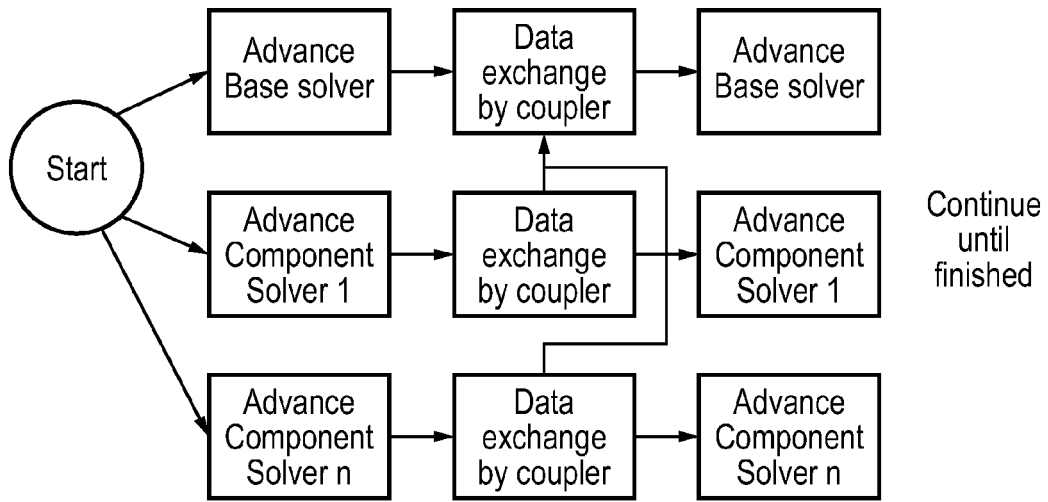 Start
Advance
Base solver
Data
exchange
by coupler
Advance
Base solver
Advance
Component
Solver 1
Data
exchange
by coupler
Advance
Component
Solver 1
Continue
until
finished
Advance
Component
Solver n
Data
exchange
by coupler
Advance
Component
Solver n